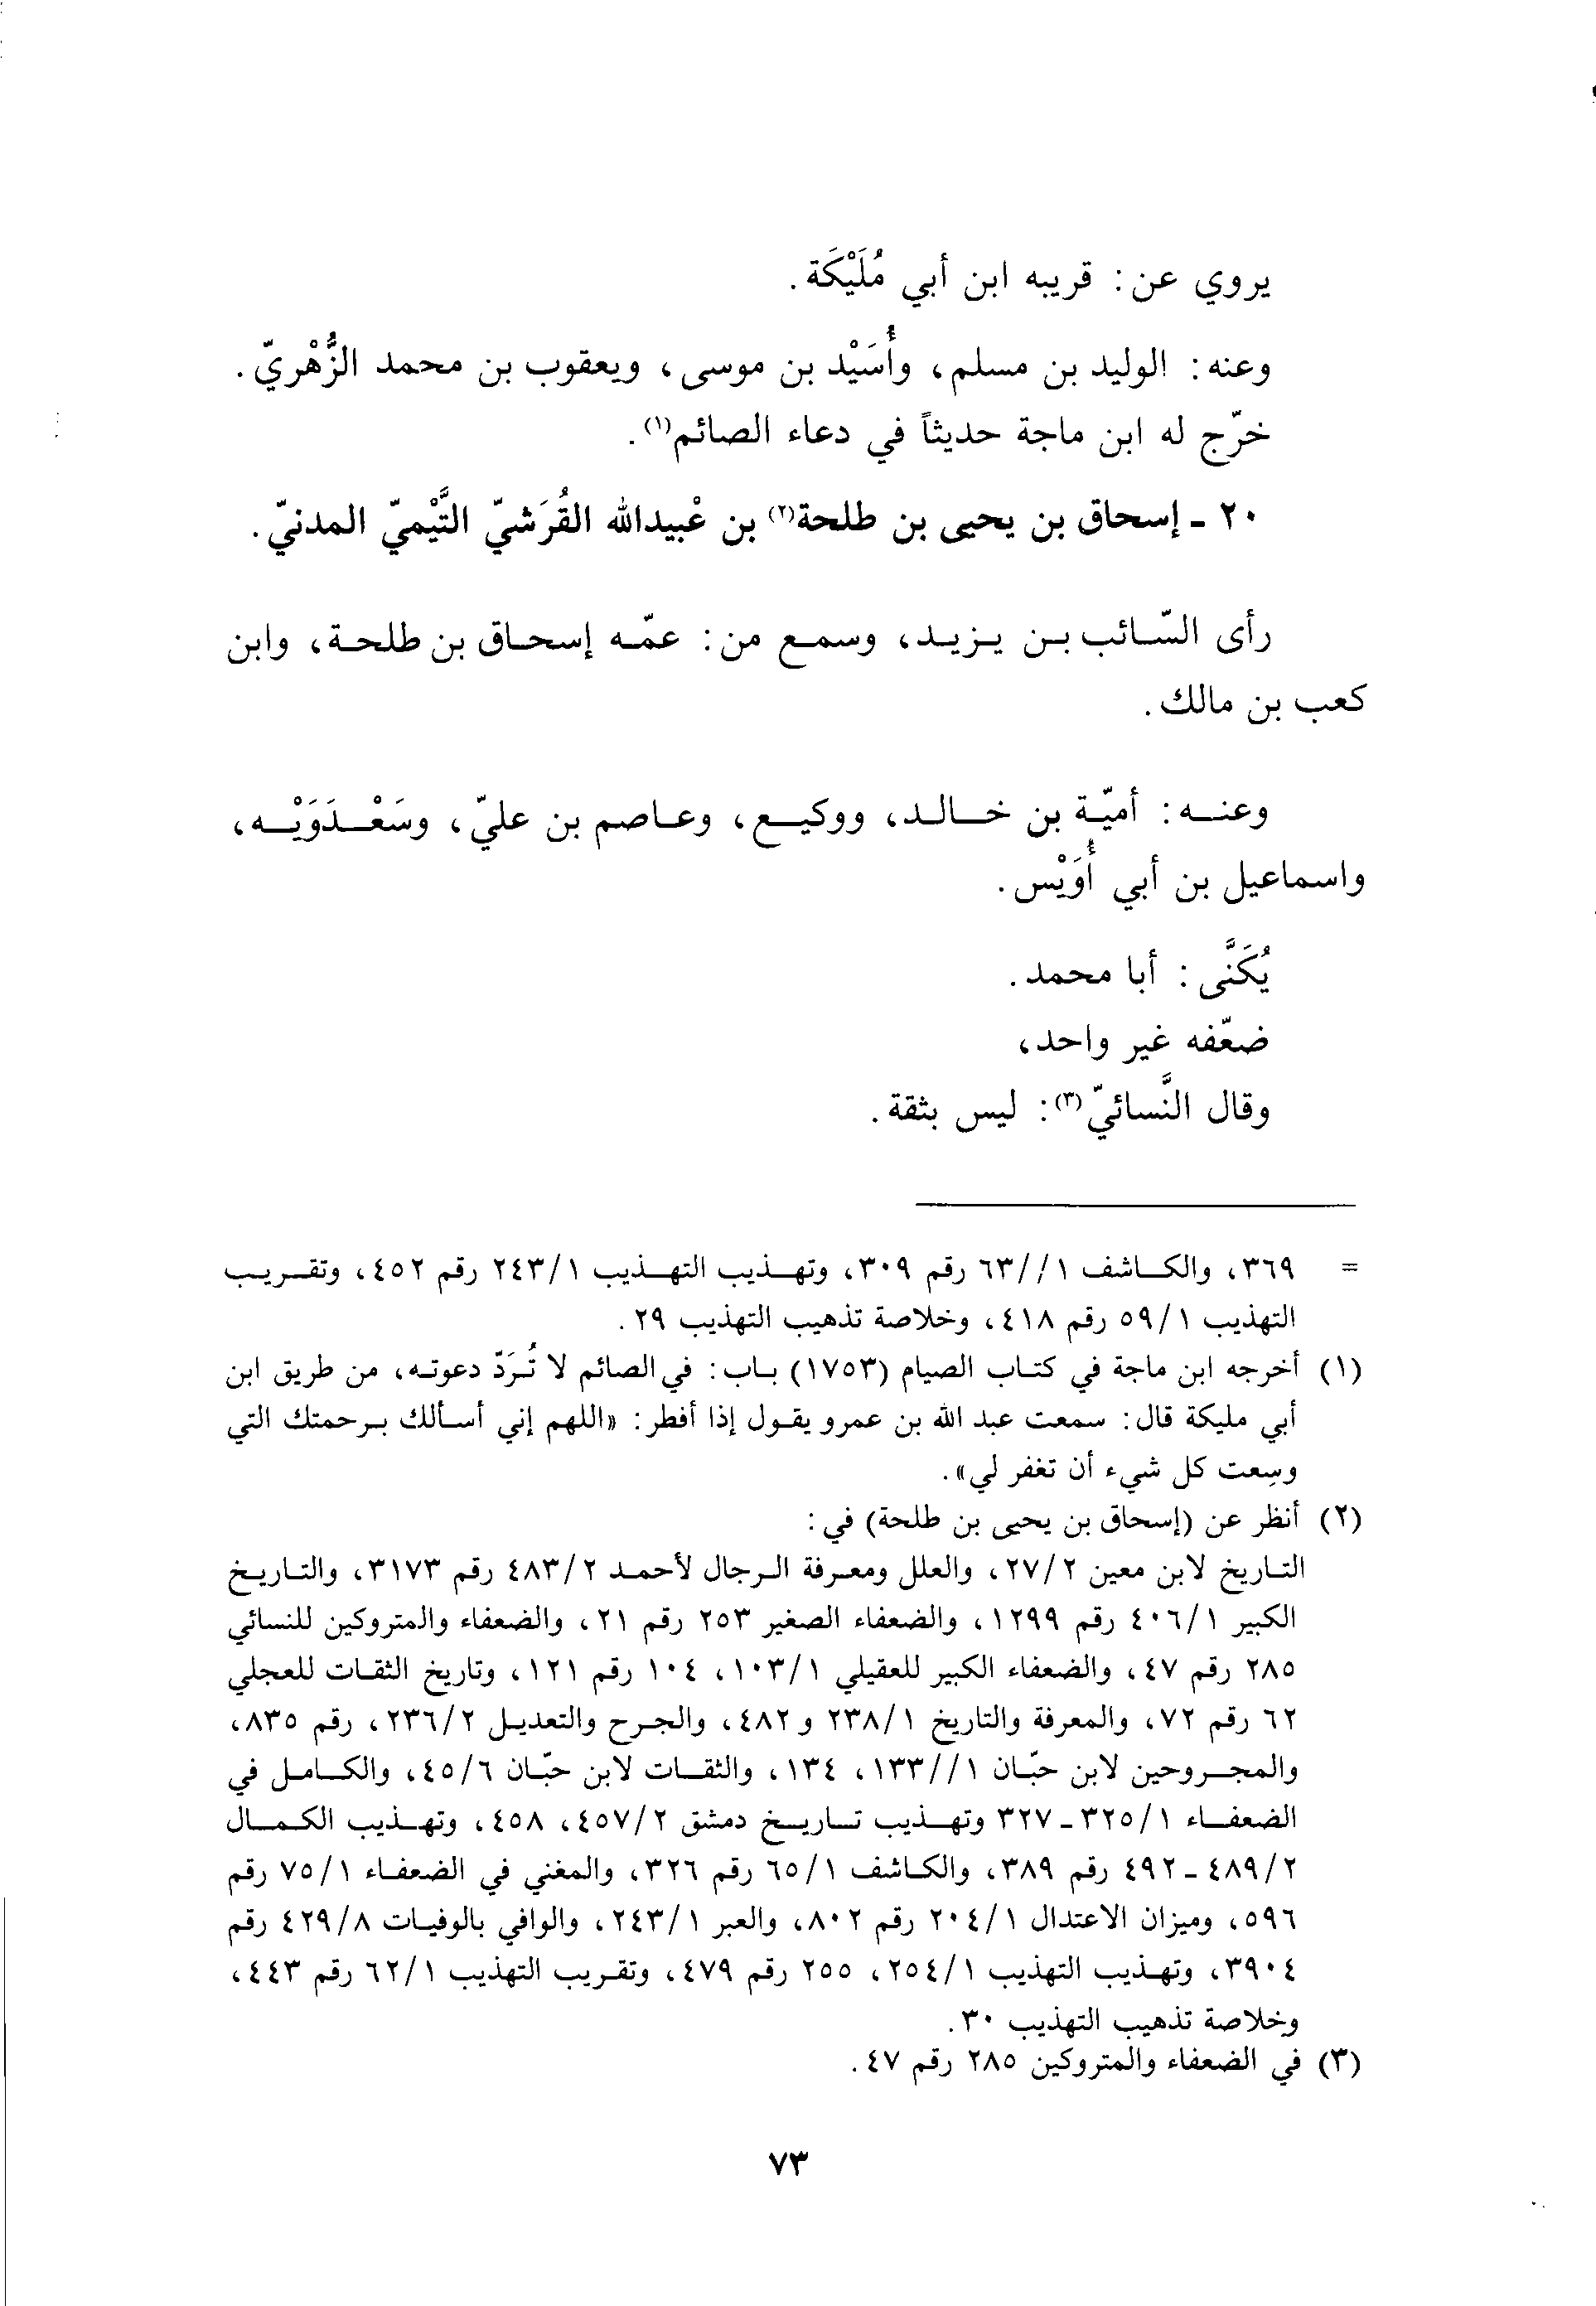 يروي عن: قريبه ابن أبي مُلَيْكَة.
وعنه: الوليد بن مسلم، وأُسَيْد بن موسى، ويعقوب بن محمد الزُّهْريّ.
خرّج له ابن ماجة حديثاً في دعاء الصائم(١).
٢٠ - إسحاق بن يحيى بن طلحة(٢) بن عْبيدالله القُرَشيّ التَّيْميّ المدنيّ.
رأى السّائب بن يزيد، وسمع من: عمّه إسحاق بن طلحة، وابن
كعب بن مالك.
وعنه: أميّة بن خالد، ووكيع، وعاصم بن عليّ، وسَعْدَوَيْه،
واسماعيل بن أبي أُوَيْس.
يُكَنَّى: أبا محمد.
ضعّفه غير واحد،
وقال النَّسائيّ(٣): ليس بثقة.
= ٣٦٩، والكاشف ١//٦٣ رقم ٣٠٩، وتهذيب التهذيب ٢٤٣/١ رقم ٤٥٢، وتقريب
التهذيب ٥٩/١ رقم ٤١٨، وخلاصة تذهيب التهذيب ٢٩.
(١) أخرجه ابن ماجة في كتاب الصيام (١٧٥٣) باب: في الصائم لا تُرَدّ دعوته، من طريق ابن
أبي مليكة قال: سمعت عبد الله بن عمرو يقول إذا أفطر: «اللهم إني أسألك برحمتك التي
وسِعت كل شيء أن تغفر لي».
(٢) أنظر عن (إسحاق بن يحيى بن طلحة) في:
التاريخ لابن معين ٢٧/٢، والعلل ومعرفة الرجال لأحمد ٤٨٣/٢ رقم ٣١٧٣، والتاريخ
الكبير ٤٠٦/١ رقم ١٢٩٩، والضعفاء الصغير ٢٥٣ رقم ٢١، والضعفاء والمتروكين للنسائي
٢٨٥ رقم ٤٧، والضعفاء الكبير للعقيلي ١٠٣/١، ١٠٤ رقم ١٢١، وتاريخ الثقات للعجلي
٦٢ رقم ٧٢، والمعرفة والتاريخ ٢٣٨/١ و ٤٨٢، والجرح والتعديل ٢٣٦/٢، رقم ٨٣٥،
والمجروحين لابن حبّان ١//١٣٣، ١٣٤، والثقات لابن حبّان ٤٥/٦، والكامل في
الضعفاء ٣٢٥/١ - ٣٢٧ وتهذيب تاريخ دمشق ٤٥٧/٢، ٤٥٨، وتهذيب الكمال
٤٨٩/٢ - ٤٩٢ رقم ٣٨٩، والكاشف ٦٥/١ رقم ٣٢٦، والمغني في الضعفاء ٧٥/١ رقم
٥٩٦، وميزان الاعتدال ٢٠٤/١ رقم ٨٠٢، والعبر ٢٤٣/١، والوافي بالوفيات ٤٢٩/٨ رقم
٣٩٠٤، وتهذيب التهذيب ٢٥٤/١، ٢٥٥ رقم ٤٧٩، وتقريب التهذيب ٦٢/١ رقم ٤٤٣،
وخلاصة تذهيب التهذيب ٣٠.
(٣) في الضعفاء والمتروكين ٢٨٥ رقم ٤٧.
٧٣